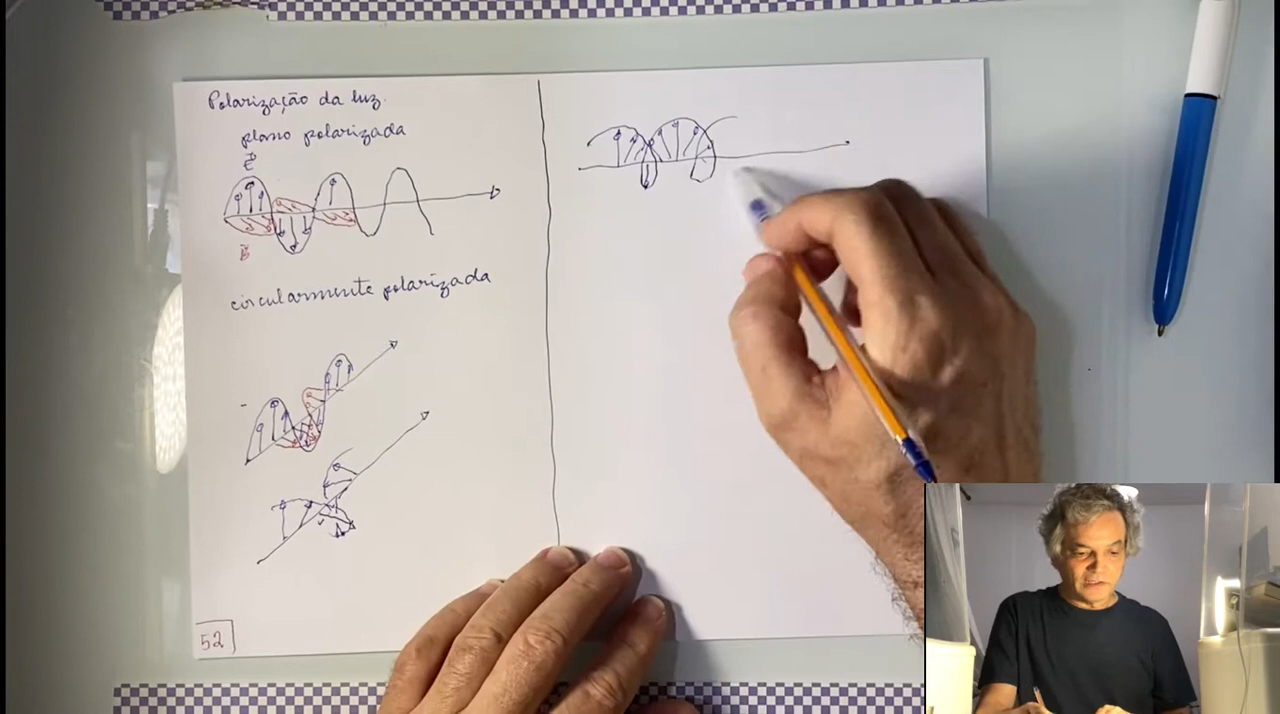 Polarização da luz.
plano polarizada
E
B
circularmente polarizada
52